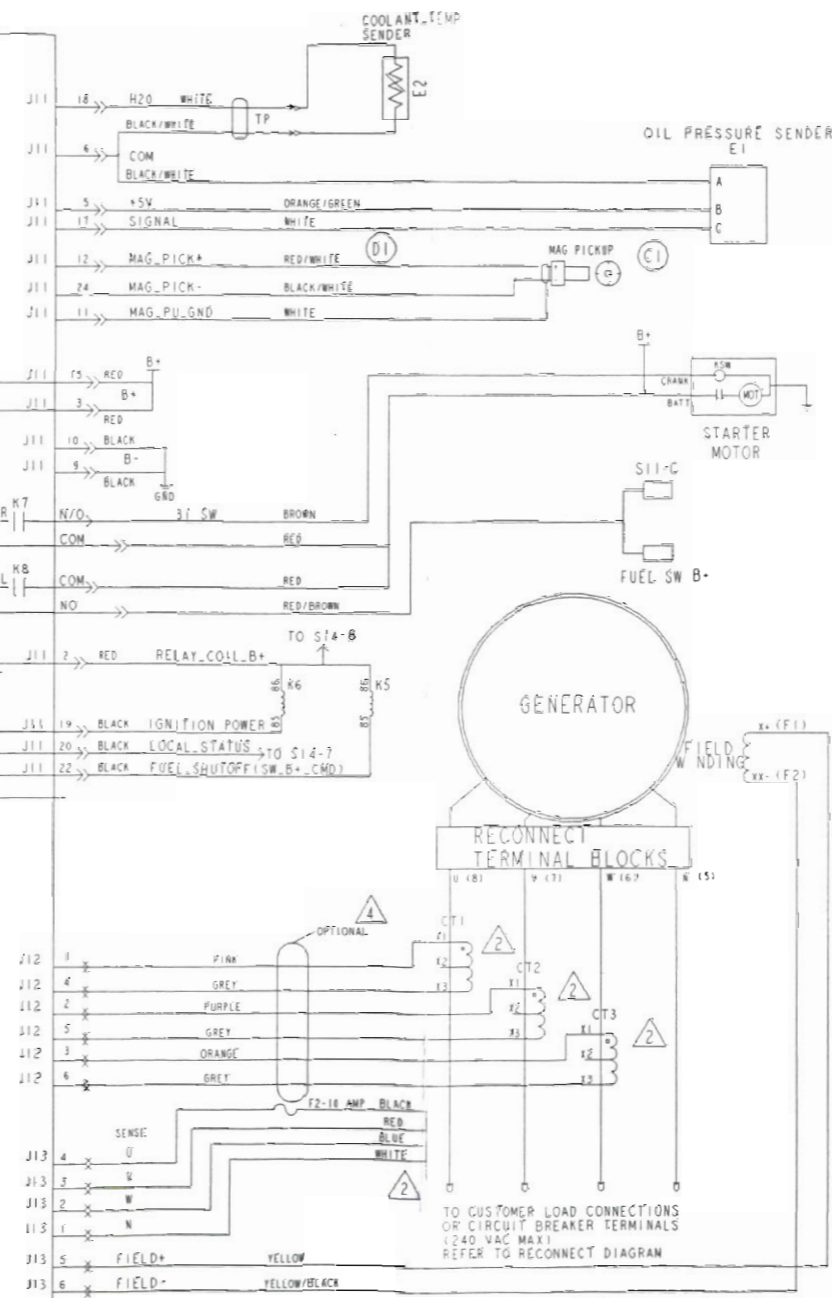 COOLANT_TEMP
SENDER
E2
J11 18 H20 WHITE
TP
BLACK/WHITE
J11 6 COM
BLACK/WHITE
OIL PRESSURE SENDER
E1
A
B
C
J11 5 +5V ORANGE/GREEN
J11 17 SIGNAL WHITE
D1
C1
MAG PICKUP
J11 12 MAG_PICK+ RED/WHITE
J11 24 MAG_PICK- BLACK/WHITE
J11 11 MAG_PU_GND WHITE
B+
B+
J11 15 RED
B+
J11 3
RED
KSW
CRANK
BATT
MOT
STARTER
MOTOR
J11 10 BLACK
B-
J11 9
BLACK
GND
S11-C
FUEL SW B+
R K7
N/O SW BROWN
COM RED
L K8
COM RED
NO RED/BROWN
TO S14-8
J11 2 RED RELAY_COIL_B+
86 K6 85
86 K5 85
J11 19 BLACK IGNITION POWER
J11 20 BLACK LOCAL_STATUS TO S14-7
J11 22 BLACK FUEL_SHUTOFF(SW_B+_CMD)
GENERATOR
X+ (F1)
FIELD
WINDING
XX- (F2)
RECONNECT
TERMINAL BLOCKS
U (8) V (7) W (6) N (5)
4
OPTIONAL
CT1
X1
X2
X3
2
CT2
X1
X2
X3
2
CT3
X1
X2
X3
2
J12 1 PINK
J12 4 GREY
J12 2 PURPLE
J12 5 GREY
J12 3 ORANGE
J12 6 GREY
F2-10 AMP BLACK
RED
BLUE
WHITE
2
SENSE
J13 4 U
J13 3 V
J13 2 W
J13 1 N
TO CUSTOMER LOAD CONNECTIONS
OR CIRCUIT BREAKER TERMINALS
(240 VAC MAX)
REFER TO RECONNECT DIAGRAM
J13 5 FIELD+ YELLOW
J13 6 FIELD- YELLOW/BLACK